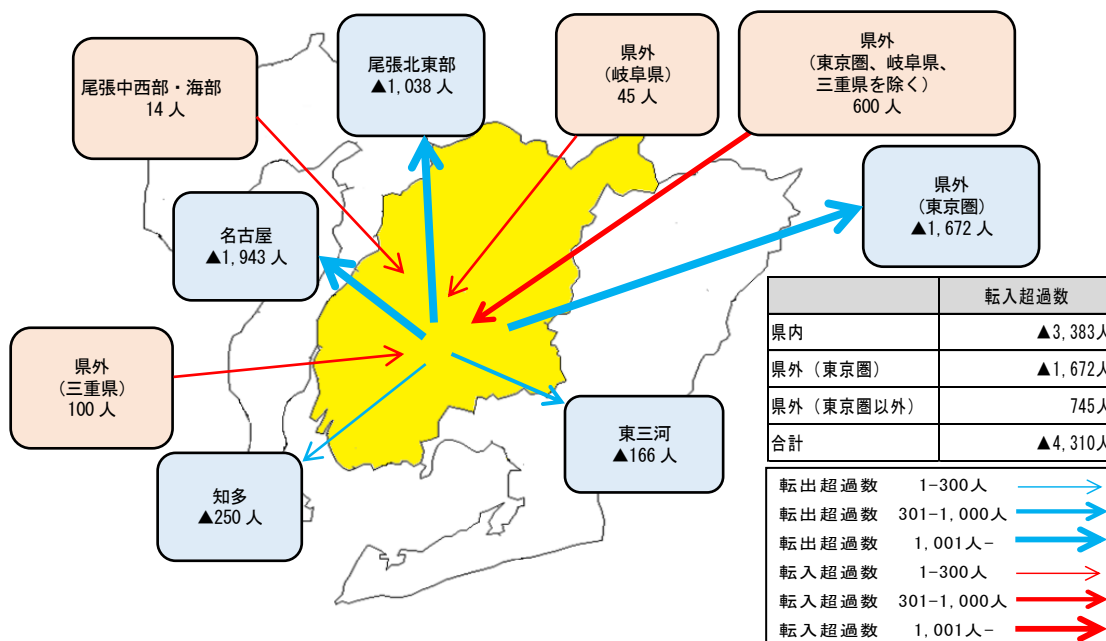 尾張中西部・海部
14 人
尾張北東部
▲1,038 人
県外
(岐阜県)
45 人
県外
(東京圏、岐阜県、
三重県を除く)
600 人
名古屋
▲1,943 人
県外
(東京圏)
▲1,672 人
県外
(三重県)
100 人
知多
▲250 人
東三河
▲166 人
転入超過数
県内 ▲3,383人
県外（東京圏） ▲1,672人
県外（東京圏以外） 745人
合計 ▲4,310人
転出超過数 1-300人
転出超過数 301-1,000人
転出超過数 1,001人-
転入超過数 1-300人
転入超過数 301-1,000人
転入超過数 1,001人-